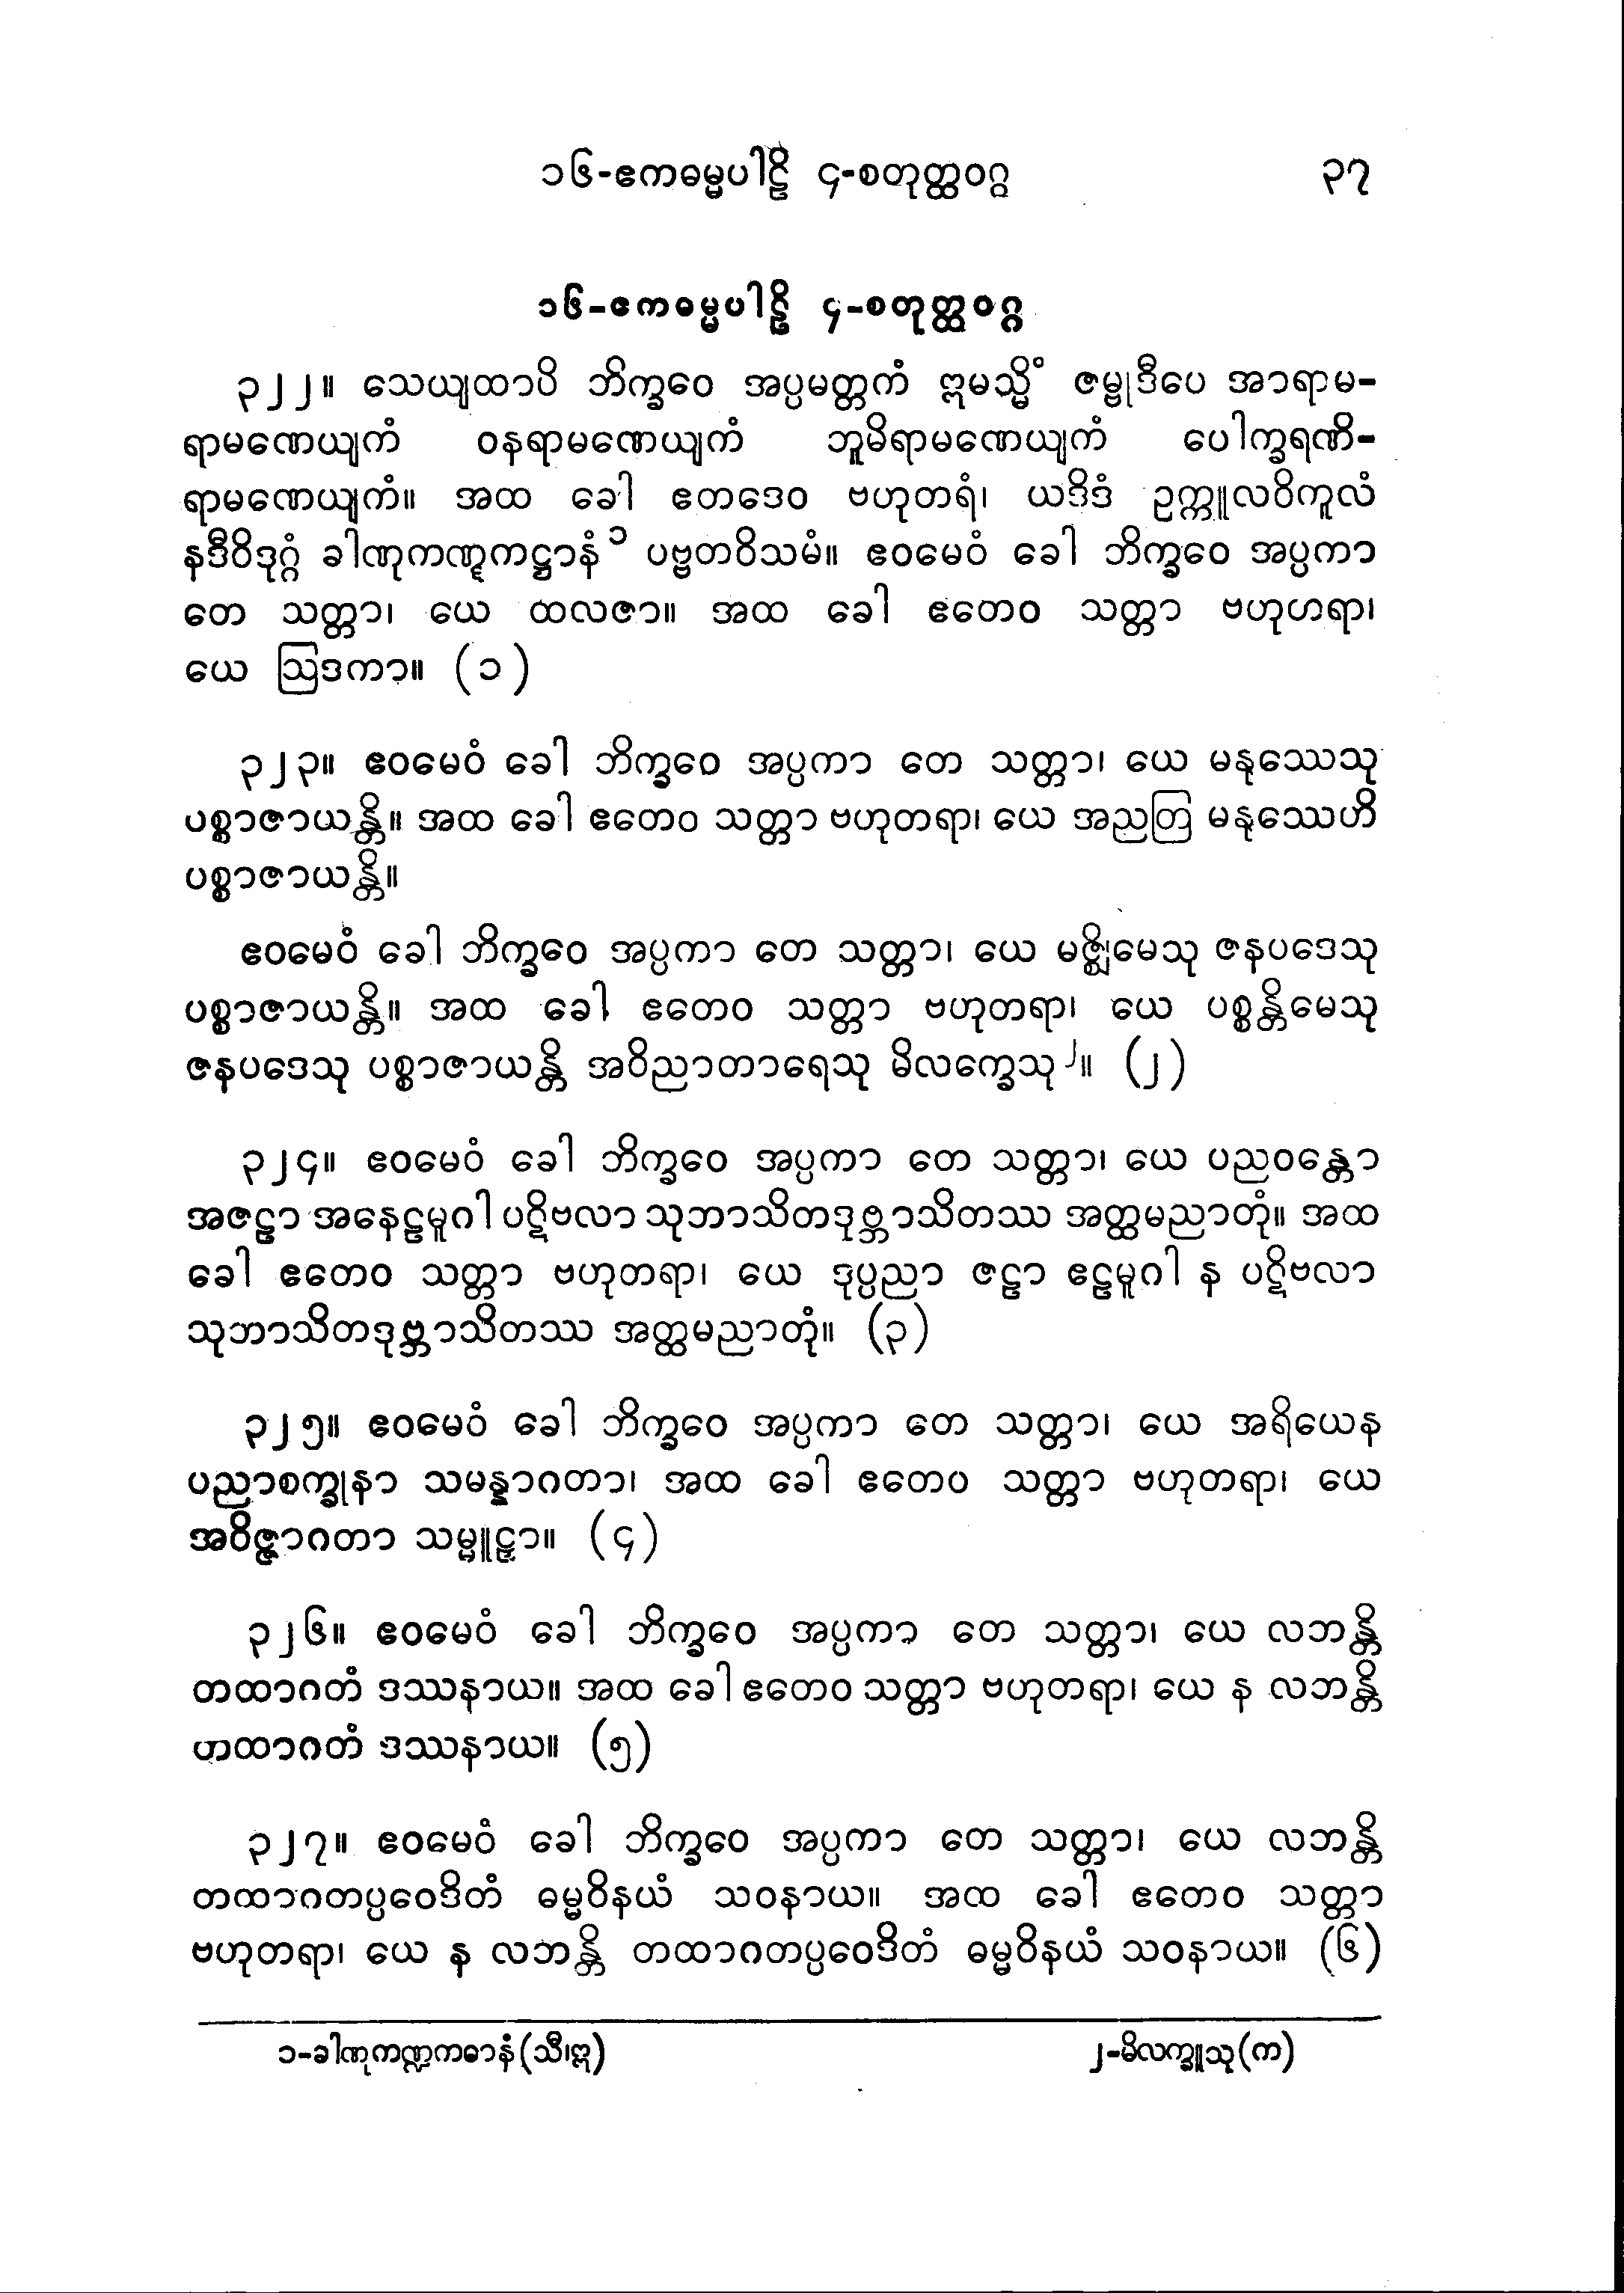 ၁၆-ဧကဓမ္မပါဠိ ၄-စတုတ္ထဝဂ္ဂ ၃၇
၁၆-ဧကဓမ္မပါဠိ ၄-စတုတ္ထဝဂ္ဂ
၃၂၂။ သေယျထာပိ ဘိက္ခဝေ အပ္ပမတ္တကံ ဣမသ္မိံ ဇမ္ဗုဒီပေ အာရာမ-
ရာမဏေယျကံ ဝနရာမဏေယျကံ ဘူမိရာမဏေယျကံ ပေါက္ခရဏိ-
ရာမဏေယျကံ။ အထ ခေါ ဧတဒေဝ ဗဟုတရံ၊ ယဒိဒံ ဥက္ကူလဝိကူလံ
နဒီဝိဒုဂ္ဂံ ခါဏုကဏ္ဋကဋ္ဌာနံ ၁ ပဗ္ဗတဝိသမံ။ ဧဝမေဝံ ခေါ ဘိက္ခဝေ အပ္ပကာ
တေ သတ္တာ၊ ယေ ထလဇာ။ အထ ခေါ ဧတေဝ သတ္တာ ဗဟုဟရာ၊
ယေ ဩဒကာ။ (၁)
၃၂၃။ ဧဝမေဝံ ခေါ ဘိက္ခဝေ အပ္ပကာ တေ သတ္တာ၊ ယေ မနုဿေသု
ပစ္စာဇာယန္တိ။ အထ ခေါ ဧတေဝ သတ္တာ ဗဟုတရာ၊ ယေ အညတြ မနုဿေဟိ
ပစ္စာဇာယန္တိ။
ဧဝမေဝံ ခေါ ဘိက္ခဝေ အပ္ပကာ တေ သတ္တာ၊ ယေ မဇ္ဈိမေသု ဇနပဒေသု
ပစ္စာဇာယန္တိ။ အထ ခေါ ဧတေဝ သတ္တာ ဗဟုတရာ၊ ယေ ပစ္စန္တိမေသု
ဇနပဒေသု ပစ္စာဇာယန္တိ အဝိညာတာရေသု မိလက္ခေသု ၂။ (၂)
၃၂၄။ ဧဝမေဝံ ခေါ ဘိက္ခဝေ အပ္ပကာ တေ သတ္တာ၊ ယေ ပညဝန္တော
အဇဠာ အနေဠမူဂါ ပဋိဗလာ သုဘာသိတဒုဗ္ဘာသိတဿ အတ္ထမညာတုံ။ အထ
ခေါ ဧတေဝ သတ္တာ ဗဟုတရာ၊ ယေ ဒုပ္ပညာ ဇဠာ ဧဠမူဂါ န ပဋိဗလာ
သုဘာသိတဒုဗ္ဘာသိတဿ အတ္ထမညာတုံ။ (၃)
၃၂၅။ ဧဝမေဝံ ခေါ ဘိက္ခဝေ အပ္ပကာ တေ သတ္တာ၊ ယေ အရိယေန
ပညာစက္ခုနာ သမန္နာဂတာ၊ အထ ခေါ ဧတေဝ သတ္တာ ဗဟုတရာ၊ ယေ
အဝိဇ္ဇာဂတာ သမ္မူဠှာ။ (၄)
၃၂၆။ ဧဝမေဝံ ခေါ ဘိက္ခဝေ အပ္ပကာ တေ သတ္တာ၊ ယေ လဘန္တိ
တထာဂတံ ဒဿနာယ။ အထ ခေါ ဧတေဝ သတ္တာ ဗဟုတရာ၊ ယေ န လဘန္တိ
ဟထာဂတံ ဒဿနာယ။ (၅)
၃၂၇။ ဧဝမေဝံ ခေါ ဘိက္ခဝေ အပ္ပကာ တေ သတ္တာ၊ ယေ လဘန္တိ
တထာဂတပ္ပဝေဒိတံ ဓမ္မဝိနယံ သဝနာယ။ အထ ခေါ ဧတေဝ သတ္တာ
ဗဟုတရာ၊ ယေ န လဘန္တိ တထာဂတပ္ပဝေဒိတံ ဓမ္မဝိနယံ သဝနာယ။ (၆)
၁-ခါဏုကဏ္ဍကဓာနံ(သီ၊ဣ) ၂-မိလက္ခူသု(က)